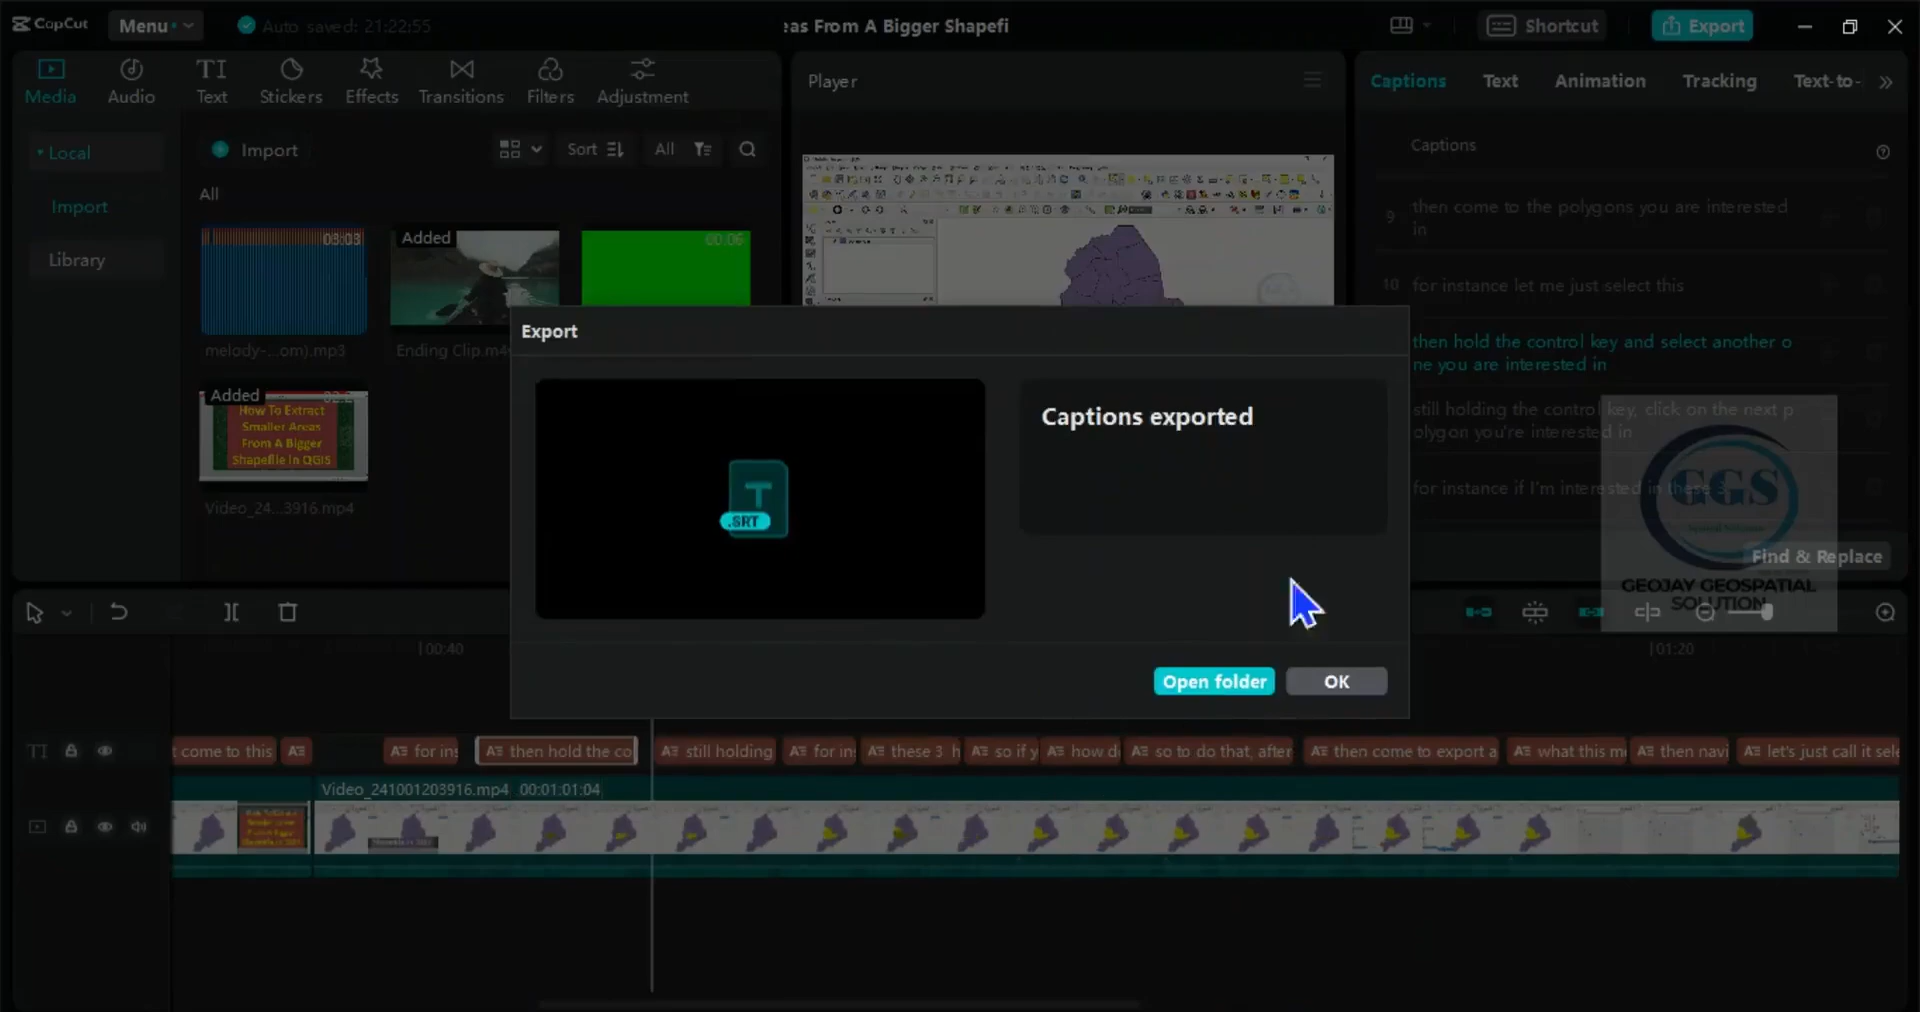 CapCut
Menu
Auto saved: 21:22:55
eas From A Bigger Shapefi
Shortcut
Export
Media
Audio
Text
Stickers
Effects
Transitions
Filters
Adjustment
Player
Captions
Text
Animation
Tracking
Text-to-
Local
Import
Library
Import
Sort
All
All
03:03
melody-...om).mp3
Added
Ending Clip.m4
00:06
Added
How To Extract
Smaller Areas
From A Bigger
Shapefile In QGIS
Video_24...3916.mp4
Captions
9 then come to the polygons you are interested
in
10 for instance let me just select this
then hold the control key and select another o
ne you are interested in
still holding the control key, click on the next p
olygon you're interested in
for instance if I'm interested in these 3
GGS
GEOJAY GEOSPATIAL
SOLUTION
Find & Replace
Export
T
.SRT
Captions exported
Open folder
OK
00:40
01:20
t come to this
for ins
then hold the co
still holding
for in
these 3 h
so if y
how d
so to do that, after
then come to export a
what this m
then navi
let's just call it sele
Video_241001203916.mp4 00:01:01:04